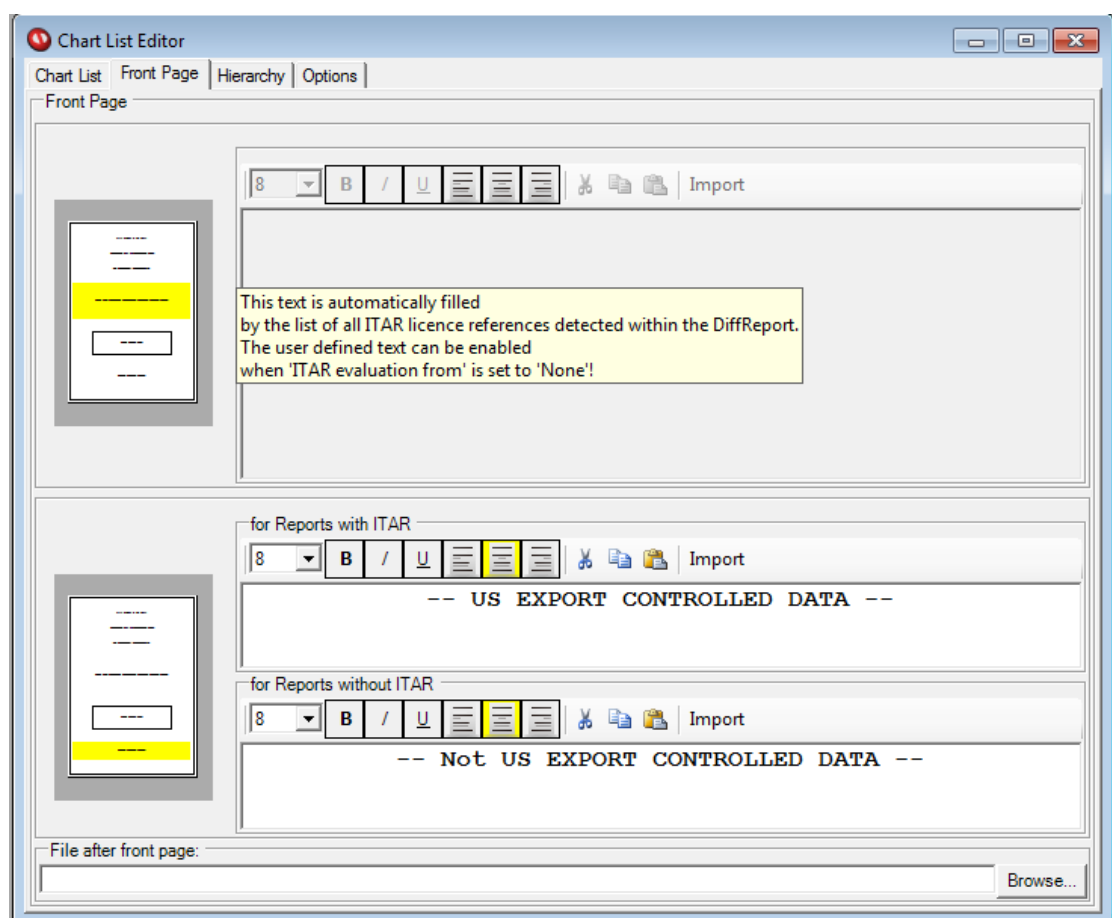 Chart List Editor
Chart List Front Page Hierarchy Options
Front Page
8 B I U Import
This text is automatically filled
by the list of all ITAR licence references detected within the DiffReport.
The user defined text can be enabled
when 'ITAR evaluation from' is set to 'None'!
for Reports with ITAR
8 B I U Import
-- US EXPORT CONTROLLED DATA --
for Reports without ITAR
8 B I U Import
-- Not US EXPORT CONTROLLED DATA --
File after front page:
Browse...